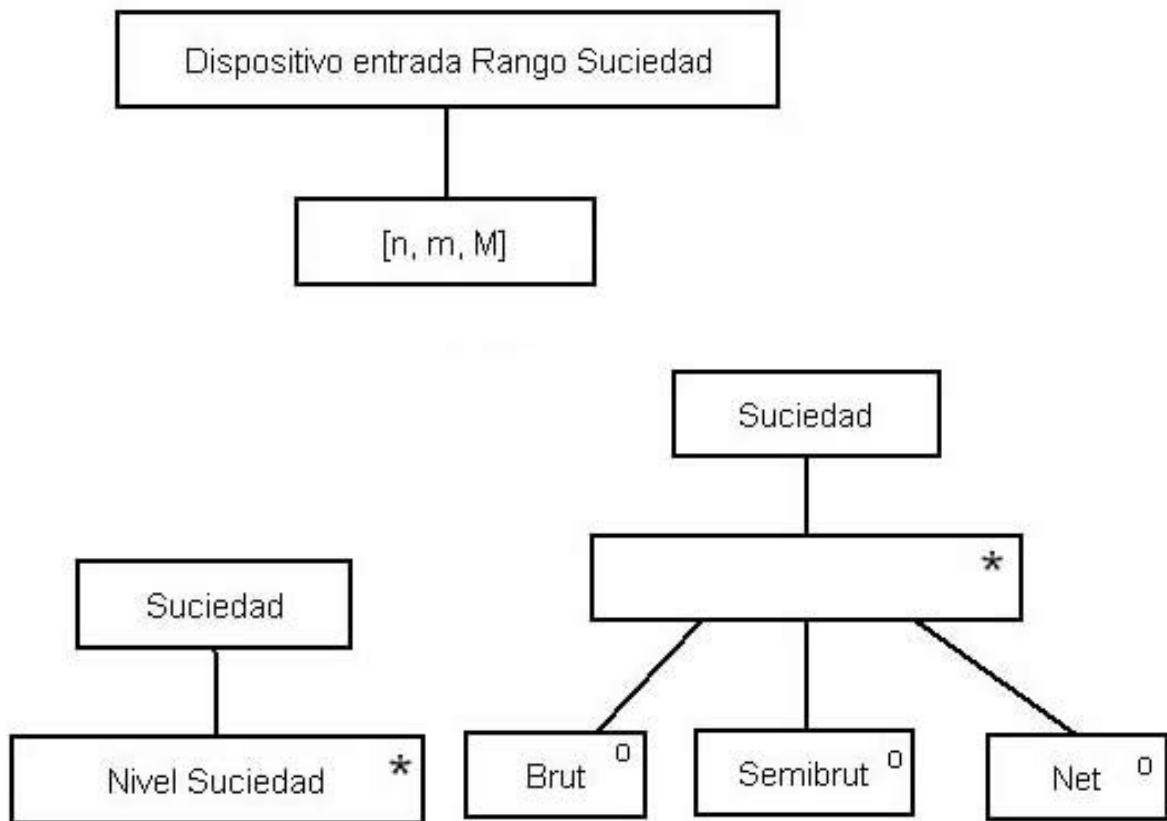 Dispositivo entrada Rango Suciedad
[n, m, M]
Suciedad
*
Suciedad
Nivel Suciedad *
Brut o
Semibrut o
Net o